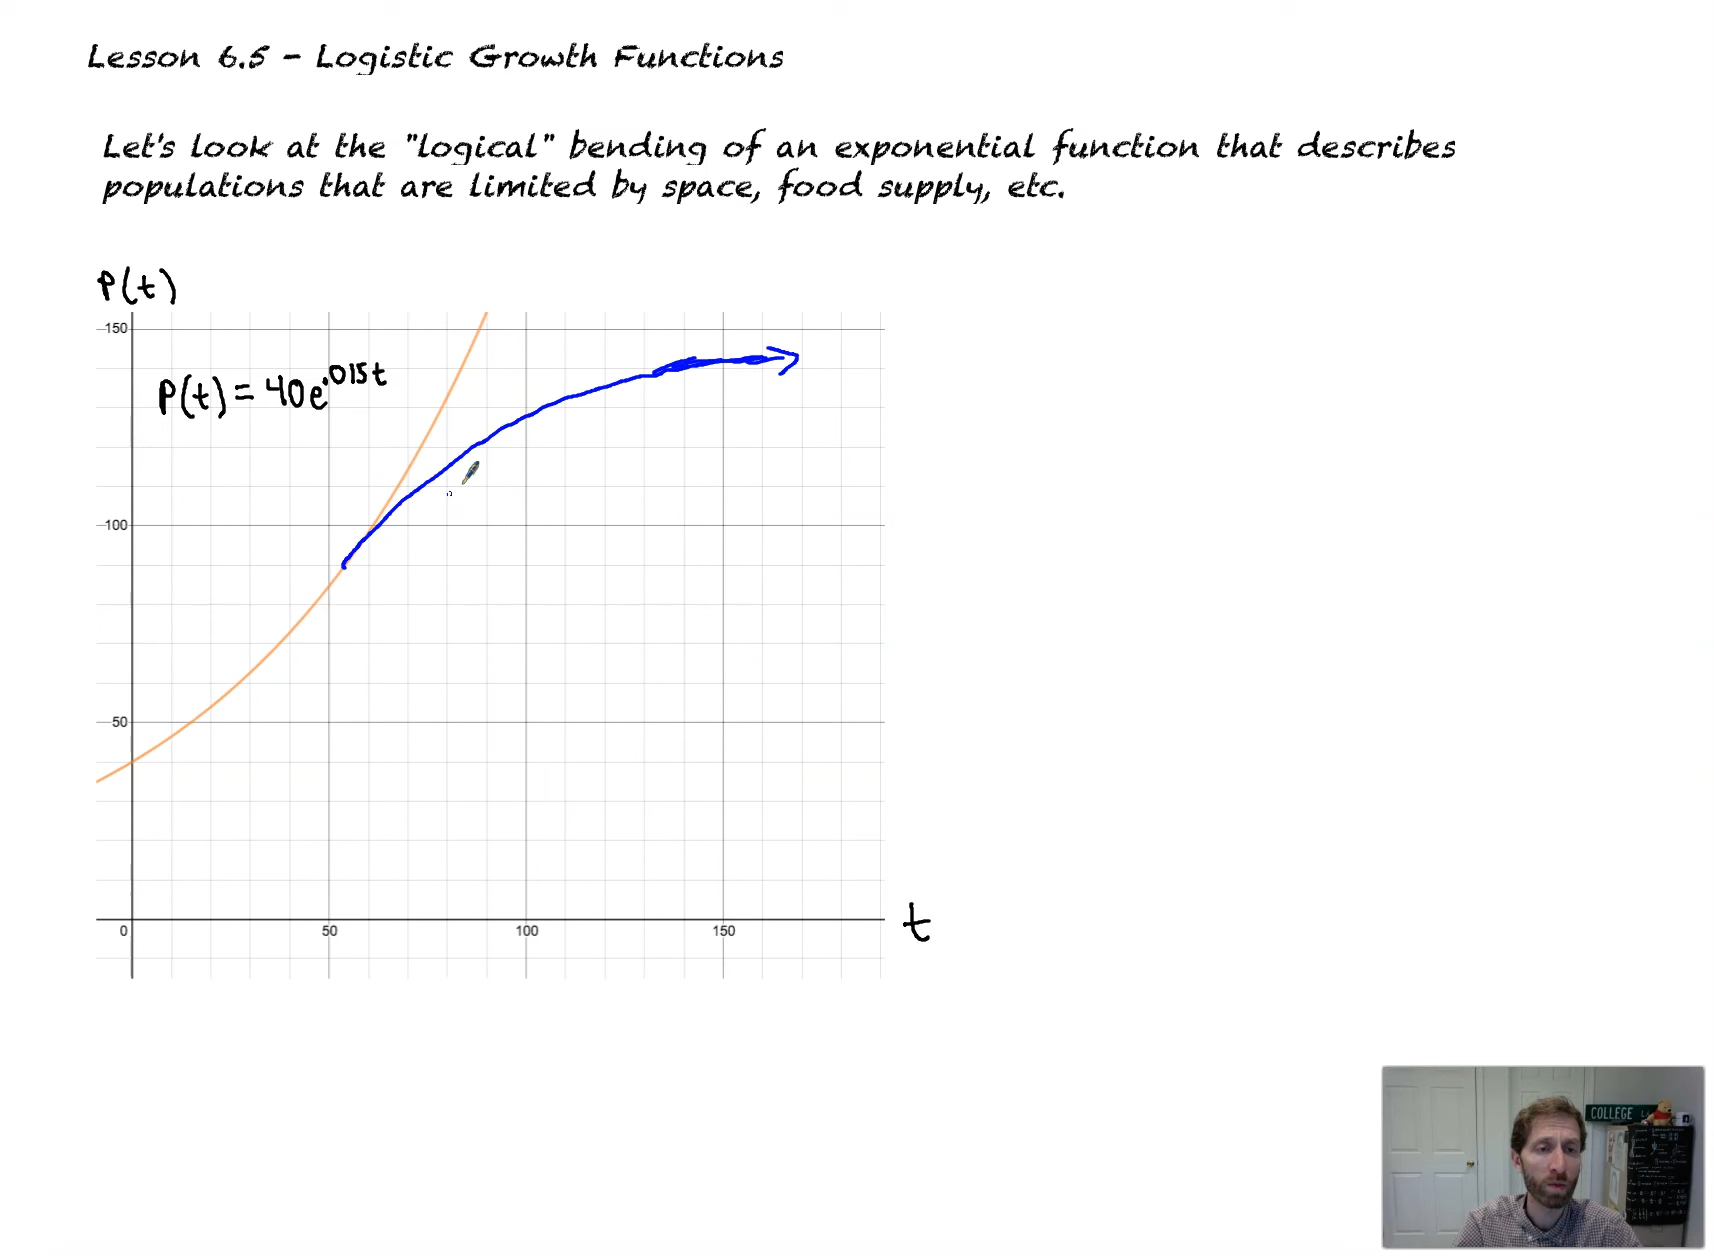 Lesson 6.5 - Logistic Growth Functions
Let's look at the "logical" bending of an exponential function that describes
populations that are limited by space, food supply, etc.
P(t)
150
P(t) = 40e^.015t
100
50
0 50 100 150
t
COLLEGE